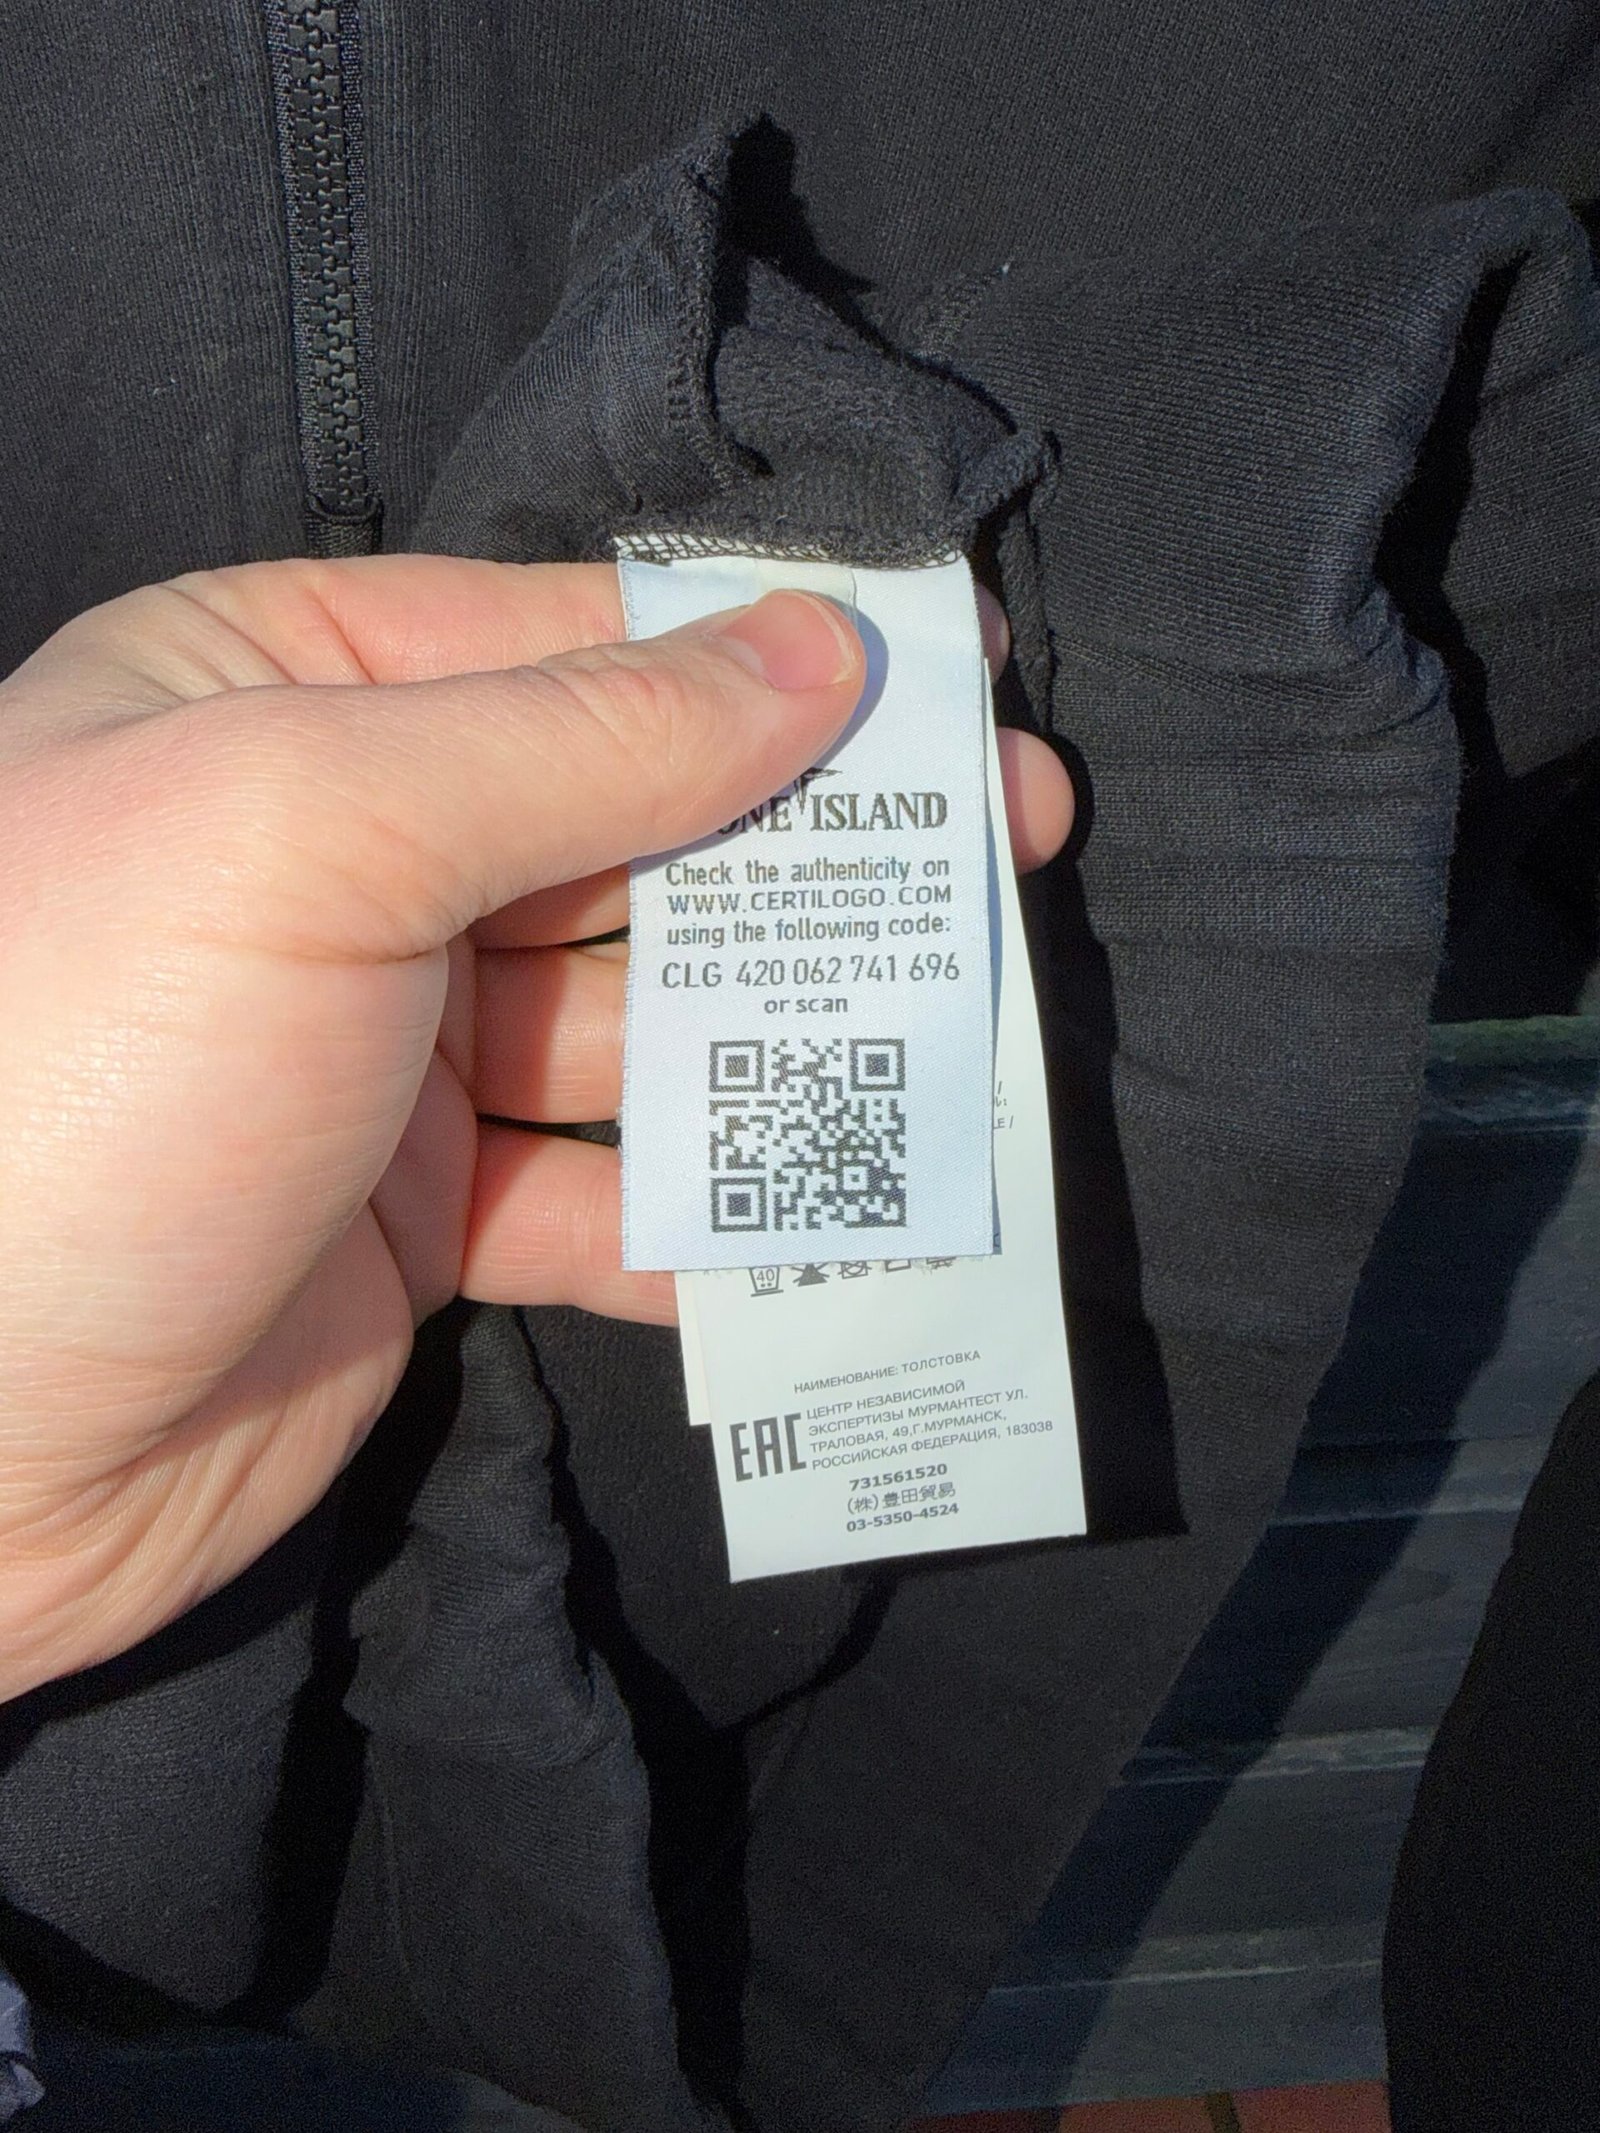 ISLAND
Check the authenticity on
WWW.CERTILOGO.COM
using the following code:
CLG 420 062 741 696
or scan
40
НАИМЕНОВАНИЕ: ТОЛСТОВКА
EAC
ЦЕНТР НЕЗАВИСИМОЙ
ЭКСПЕРТИЗЫ МУРМАНТЕСТ УЛ.
ТРАЛОВАЯ, 49,Г.МУРМАНСК,
РОССИЙСКАЯ ФЕДЕРАЦИЯ, 183038
731561520
(株)豊田貿易
03-5350-4524